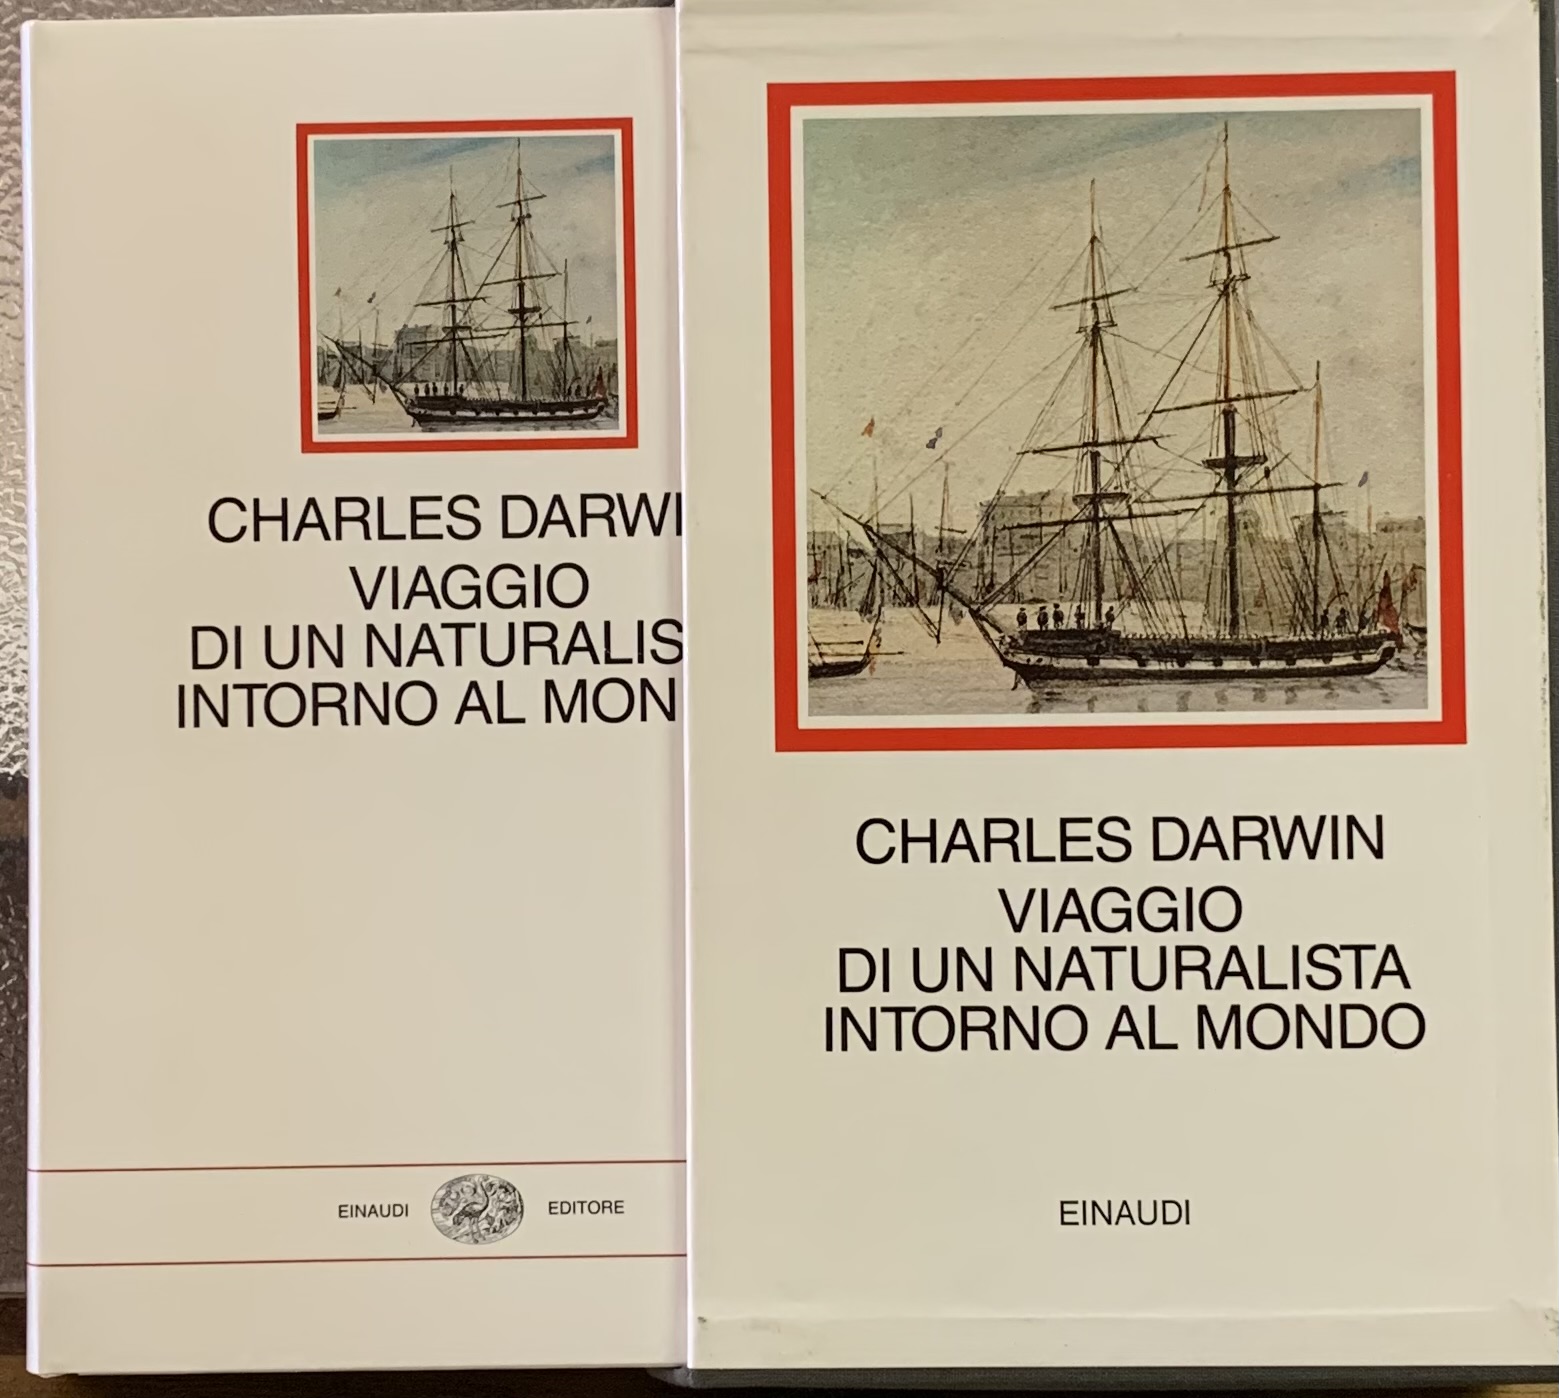 CHARLES DARWI
VIAGGIO
DI UN NATURALIS
INTORNO AL MON
EINAUDI EDITORE
CHARLES DARWIN
VIAGGIO
DI UN NATURALISTA
INTORNO AL MONDO
EINAUDI